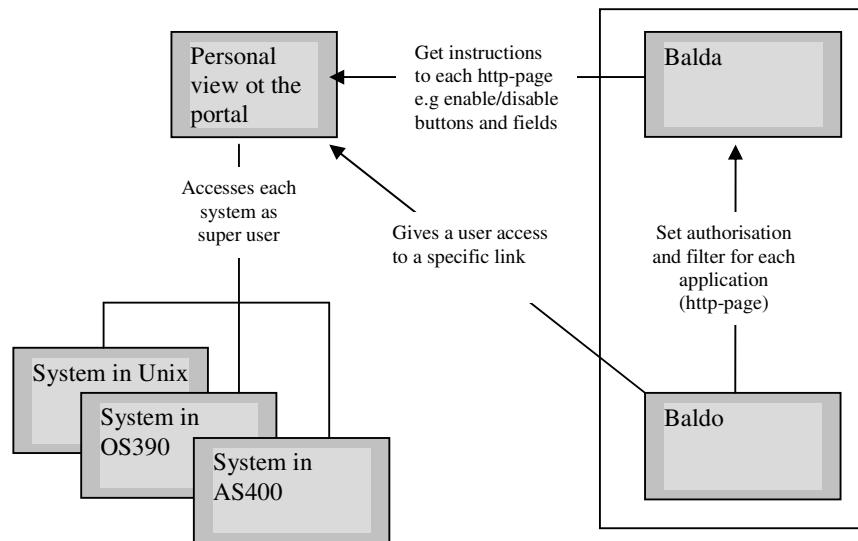 Personal
view ot the
portal
Get instructions
to each http-page
e.g enable/disable
buttons and fields
Balda
Accesses each
system as
super user
Gives a user access
to a specific link
Set authorisation
and filter for each
application
(http-page)
System in Unix
System in
OS390
System in
AS400
Baldo